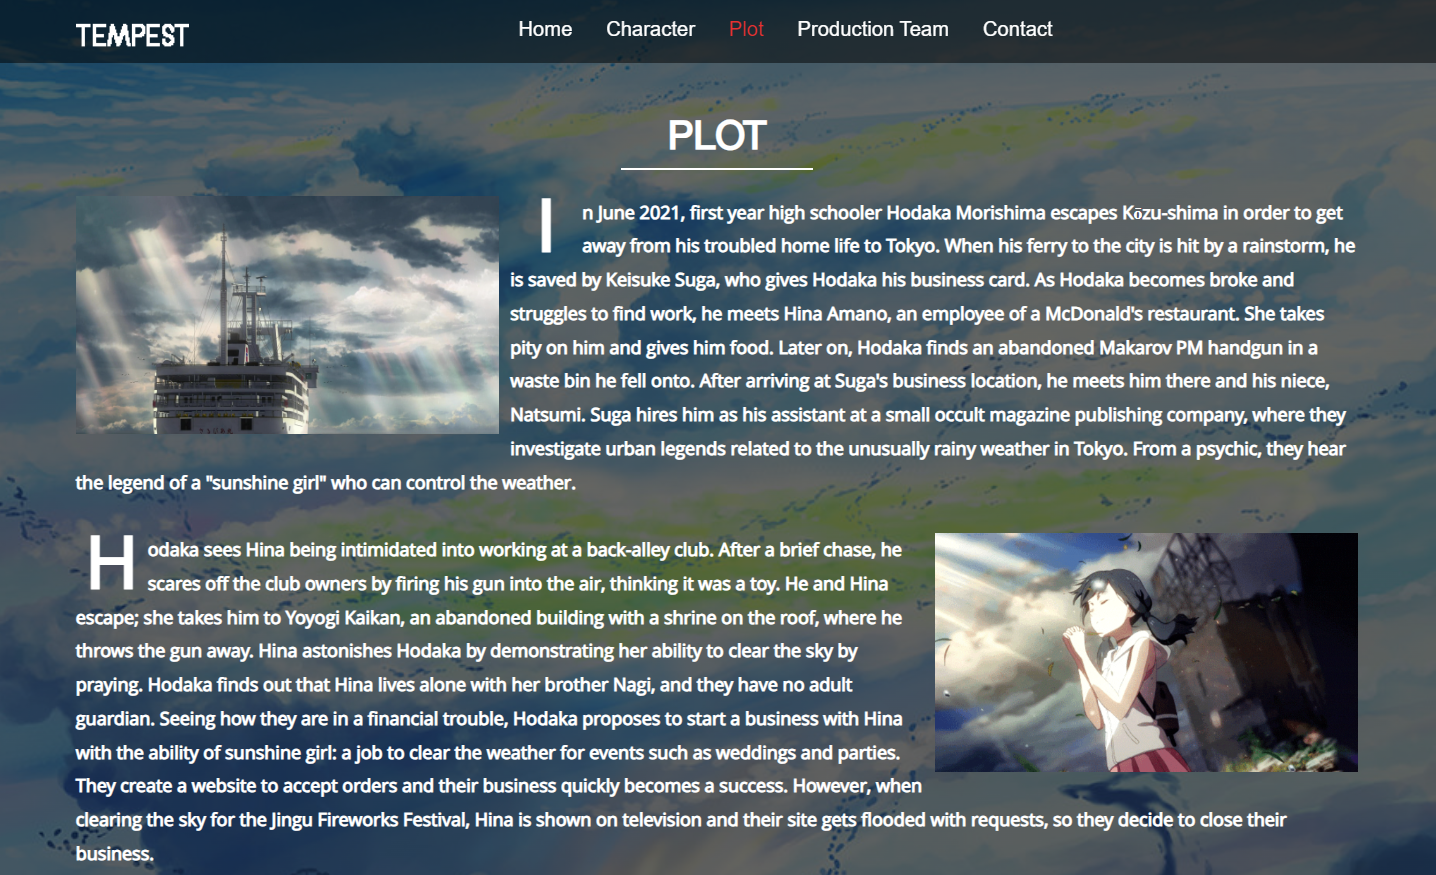 TEMPEST
Home Character Plot Production Team Contact
PLOT
In June 2021, first year high schooler Hodaka Morishima escapes Kōzu-shima in order to get
away from his troubled home life to Tokyo. When his ferry to the city is hit by a rainstorm, he
is saved by Keisuke Suga, who gives Hodaka his business card. As Hodaka becomes broke and
struggles to find work, he meets Hina Amano, an employee of a McDonald's restaurant. She takes
pity on him and gives him food. Later on, Hodaka finds an abandoned Makarov PM handgun in a
waste bin he fell onto. After arriving at Suga's business location, he meets him there and his niece,
Natsumi. Suga hires him as his assistant at a small occult magazine publishing company, where they
investigate urban legends related to the unusually rainy weather in Tokyo. From a psychic, they hear
the legend of a "sunshine girl" who can control the weather.
Hodaka sees Hina being intimidated into working at a back-alley club. After a brief chase, he
scares off the club owners by firing his gun into the air, thinking it was a toy. He and Hina
escape; she takes him to Yoyogi Kaikan, an abandoned building with a shrine on the roof, where he
throws the gun away. Hina astonishes Hodaka by demonstrating her ability to clear the sky by
praying. Hodaka finds out that Hina lives alone with her brother Nagi, and they have no adult
guardian. Seeing how they are in a financial trouble, Hodaka proposes to start a business with Hina
with the ability of sunshine girl: a job to clear the weather for events such as weddings and parties.
They create a website to accept orders and their business quickly becomes a success. However, when
clearing the sky for the Jingu Fireworks Festival, Hina is shown on television and their site gets flooded with requests, so they decide to close their
business.